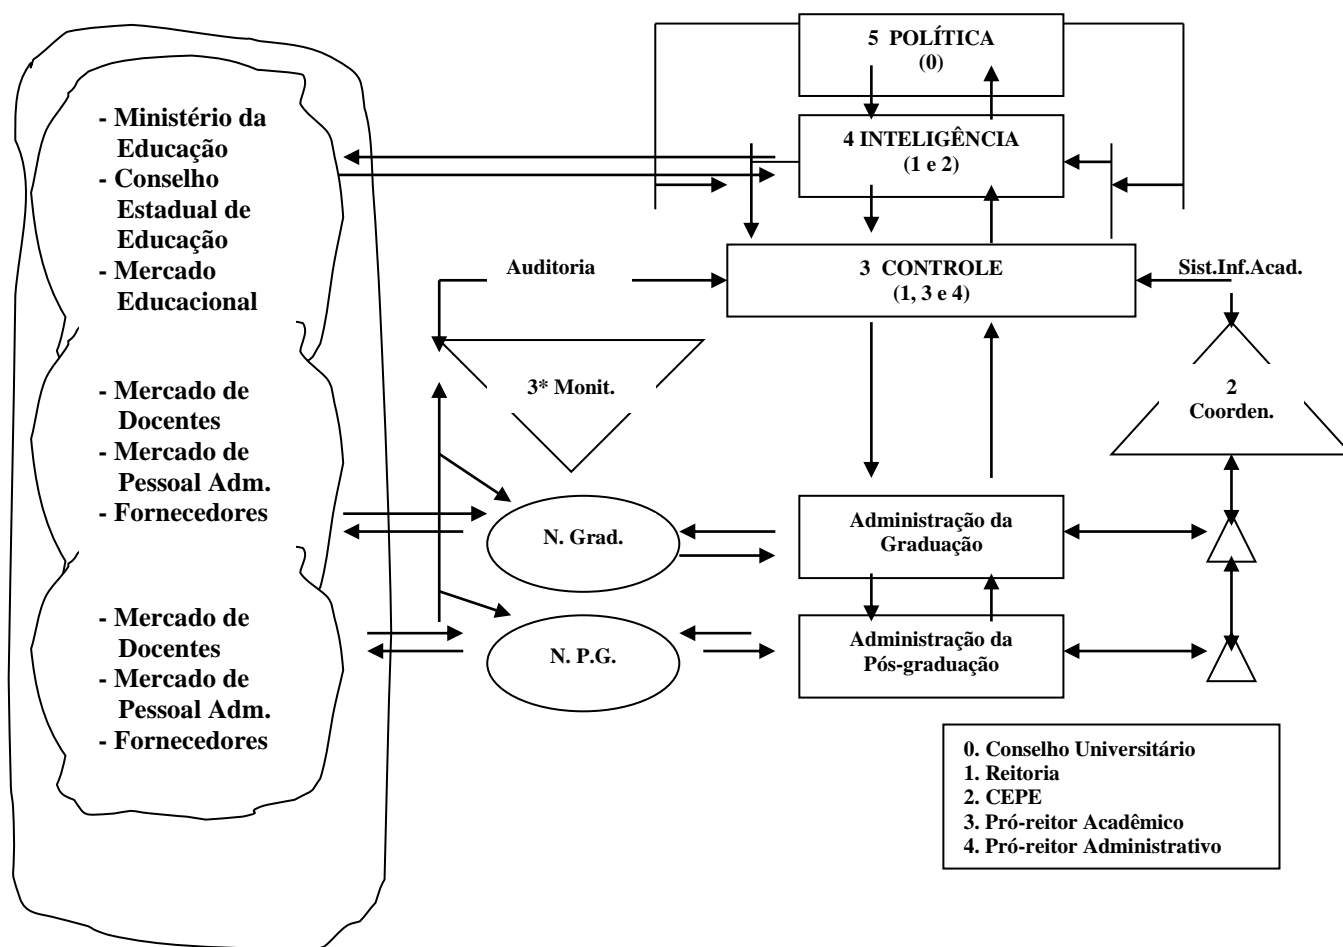 - Ministério da
Educação
- Conselho
Estadual de
Educação
- Mercado
Educacional
- Mercado de
Docentes
- Mercado de
Pessoal Adm.
- Fornecedores
- Mercado de
Docentes
- Mercado de
Pessoal Adm.
- Fornecedores
5 POLÍTICA
(0)
4 INTELIGÊNCIA
(1 e 2)
Auditoria
3 CONTROLE
(1, 3 e 4)
Sist.Inf.Acad.
3* Monit.
2
Coorden.
N. Grad.
Administração da
Graduação
N. P.G.
Administração da
Pós-graduação
0. Conselho Universitário
1. Reitoria
2. CEPE
3. Pró-reitor Acadêmico
4. Pró-reitor Administrativo